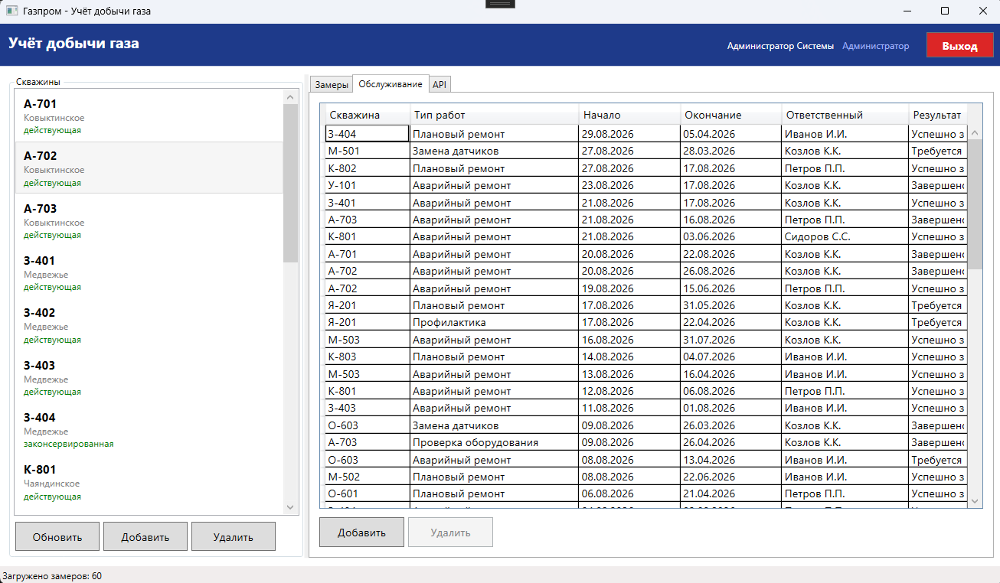 Газпром - Учёт добычи газа
Учёт добычи газа
Администратор Системы Администратор Выход
Скважины
А-701
Ковыктинское
действующая
А-702
Ковыктинское
действующая
А-703
Ковыктинское
действующая
З-401
Медвежье
действующая
З-402
Медвежье
действующая
З-403
Медвежье
действующая
З-404
Медвежье
законсервированная
К-801
Чаяндинское
действующая
Обновить Добавить Удалить
Замеры Обслуживание API
Скважина Тип работ Начало Окончание Ответственный Результат
З-404 Плановый ремонт 29.08.2026 05.04.2026 Иванов И.И. Успешно з
М-501 Замена датчиков 27.08.2026 28.03.2026 Козлов К.К. Требуется
К-802 Плановый ремонт 27.08.2026 17.08.2026 Петров П.П. Успешно з
У-101 Аварийный ремонт 23.08.2026 17.08.2026 Козлов К.К. Завершено
З-401 Аварийный ремонт 21.08.2026 17.08.2026 Козлов К.К. Успешно з
А-703 Аварийный ремонт 21.08.2026 16.08.2026 Петров П.П. Завершено
К-801 Аварийный ремонт 21.08.2026 03.06.2026 Сидоров С.С. Успешно з
А-701 Аварийный ремонт 20.08.2026 22.08.2026 Козлов К.К. Завершено
А-702 Аварийный ремонт 20.08.2026 26.08.2026 Козлов К.К. Завершено
А-702 Аварийный ремонт 19.08.2026 15.06.2026 Петров П.П. Успешно з
Я-201 Плановый ремонт 17.08.2026 31.05.2026 Козлов К.К. Требуется
Я-201 Профилактика 17.08.2026 22.04.2026 Козлов К.К. Требуется
М-503 Аварийный ремонт 16.08.2026 31.07.2026 Козлов К.К. Успешно з
К-803 Плановый ремонт 14.08.2026 04.07.2026 Иванов И.И. Успешно з
М-503 Аварийный ремонт 13.08.2026 16.04.2026 Иванов И.И. Успешно з
К-801 Аварийный ремонт 12.08.2026 06.08.2026 Петров П.П. Успешно з
З-403 Аварийный ремонт 11.08.2026 01.08.2026 Иванов И.И. Успешно з
О-603 Замена датчиков 09.08.2026 26.03.2026 Козлов К.К. Завершено
А-703 Проверка оборудования 09.08.2026 26.04.2026 Козлов К.К. Завершено
О-603 Аварийный ремонт 08.08.2026 13.04.2026 Иванов И.И. Требуется
М-502 Плановый ремонт 08.08.2026 22.06.2026 Иванов И.И. Успешно з
О-601 Плановый ремонт 06.08.2026 21.04.2026 Петров П.П. Успешно з
Добавить Удалить
Загружено замеров: 60